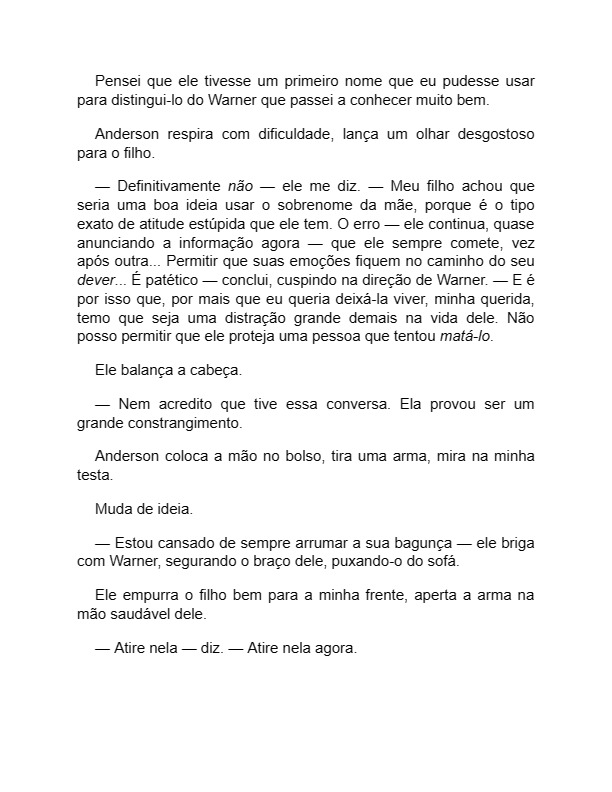 Pensei que ele tivesse um primeiro nome que eu pudesse usar
para distingui-lo do Warner que passei a conhecer muito bem.
Anderson respira com dificuldade, lança um olhar desgostoso
para o filho.
— Definitivamente não — ele me diz. — Meu filho achou que
seria uma boa ideia usar o sobrenome da mãe, porque é o tipo
exato de atitude estúpida que ele tem. O erro — ele continua, quase
anunciando a informação agora — que ele sempre comete, vez
após outra... Permitir que suas emoções fiquem no caminho do seu
dever... É patético — conclui, cuspindo na direção de Warner. — E é
por isso que, por mais que eu queria deixá-la viver, minha querida,
temo que seja uma distração grande demais na vida dele. Não
posso permitir que ele proteja uma pessoa que tentou matá-lo.
Ele balança a cabeça.
— Nem acredito que tive essa conversa. Ela provou ser um
grande constrangimento.
Anderson coloca a mão no bolso, tira uma arma, mira na minha
testa.
Muda de ideia.
— Estou cansado de sempre arrumar a sua bagunça — ele briga
com Warner, segurando o braço dele, puxando-o do sofá.
Ele empurra o filho bem para a minha frente, aperta a arma na
mão saudável dele.
— Atire nela — diz. — Atire nela agora.